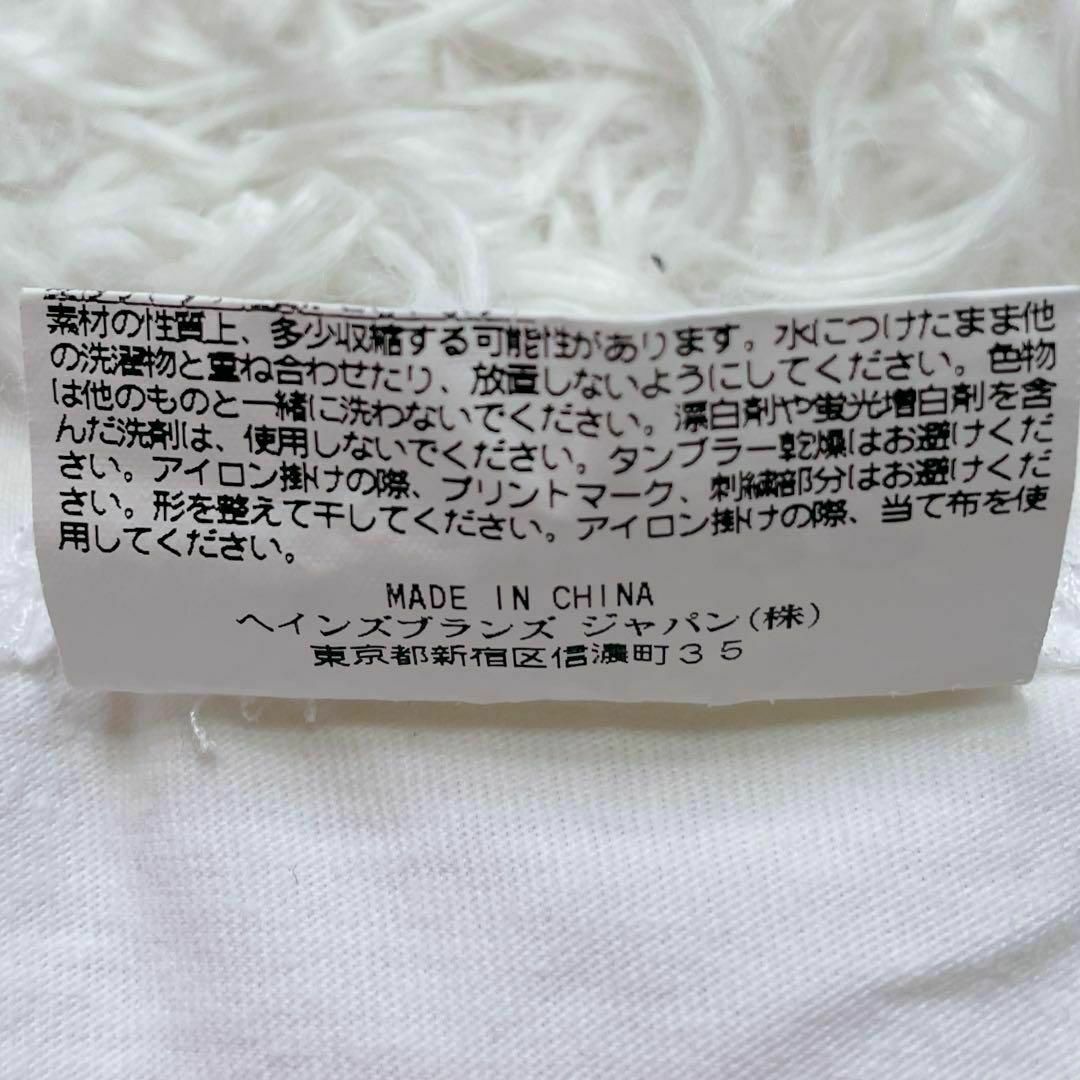 素材の性質上、多少収縮する可能性があります。水につけたまま他
の洗濯物と重ね合わせたり、放置しないようにしてください。色物
は他のものと一緒に洗わないでください。漂白剤や蛍光増白剤を含
んだ洗剤は、使用しないでください。タンブラー乾燥はお避けくだ
さい。アイロン掛けの際、プリントマーク、刺繍部分はお避けくだ
さい。形を整えて干してください。アイロン掛けの際、当て布を使
用してください。
MADE IN CHINA
ヘインズブランズ ジャパン(株)
東京都新宿区信濃町35